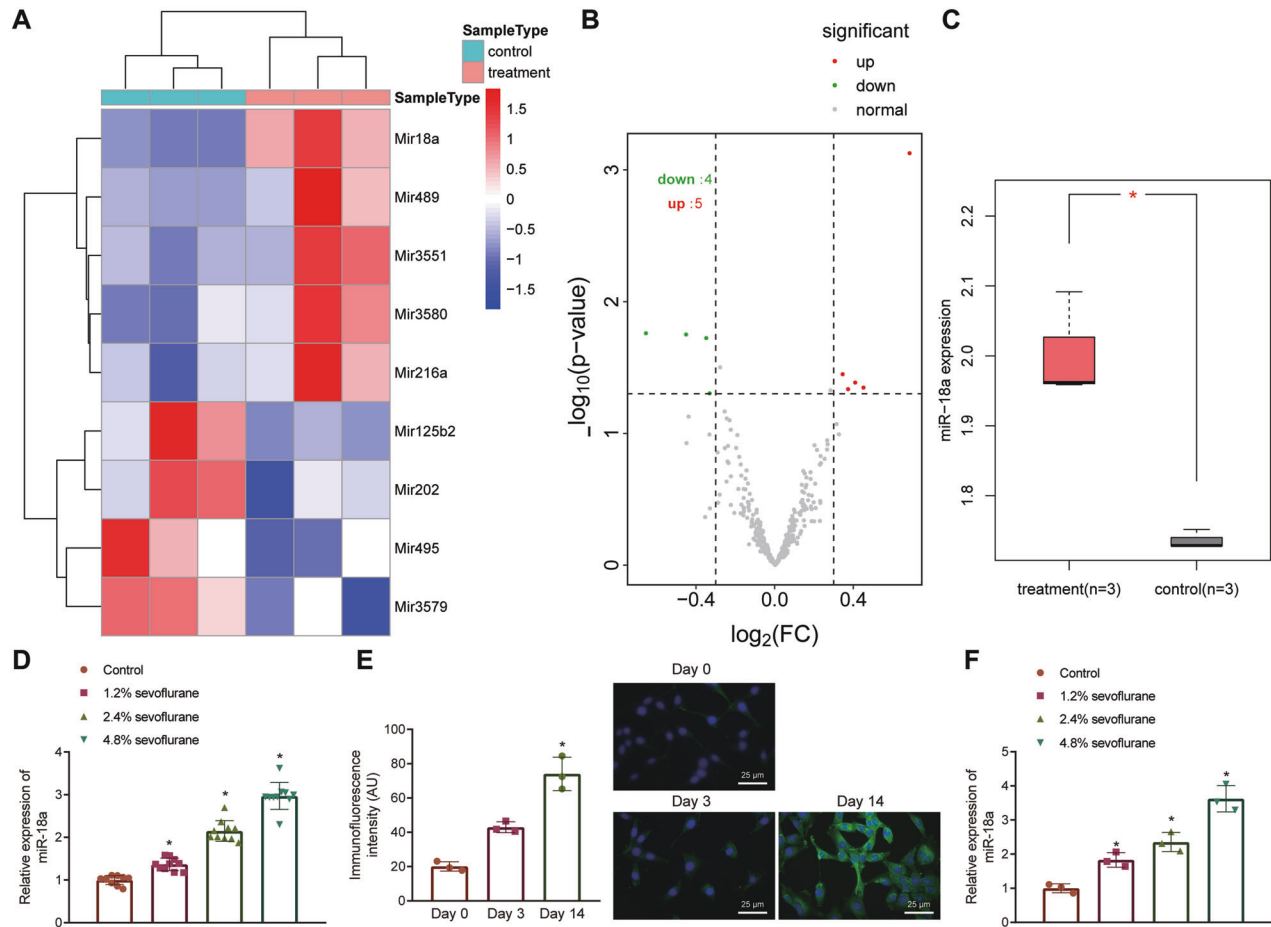 A
SampleType
control
treatment
SampleType
1.5
1
0.5
0
−0.5
−1
−1.5
Mir18a
Mir489
Mir3551
Mir3580
Mir216a
Mir125b2
Mir202
Mir495
Mir3579
B
significant
up
down
normal
down :4
up :5
3
2
1
0
−log10(p-value)
−0.4
0.0
0.4
log2(FC)
C
2.2
2.1
2.0
1.9
1.8
miR−18a expression
*
treatment(n=3)
control(n=3)
D
Control
1.2% sevoflurane
2.4% sevoflurane
4.8% sevoflurane
Relative expression of
miR-18a
4
3
2
1
0
*
*
*
E
Immunofluorescence
intensity (AU)
100
80
60
40
20
0
*
Day 0
Day 3
Day 14
Day 0
25 μm
Day 3
25 μm
Day 14
25 μm
F
Control
1.2% sevoflurane
2.4% sevoflurane
4.8% sevoflurane
Relative expression of
miR-18a
5
4
3
2
1
0
*
*
*